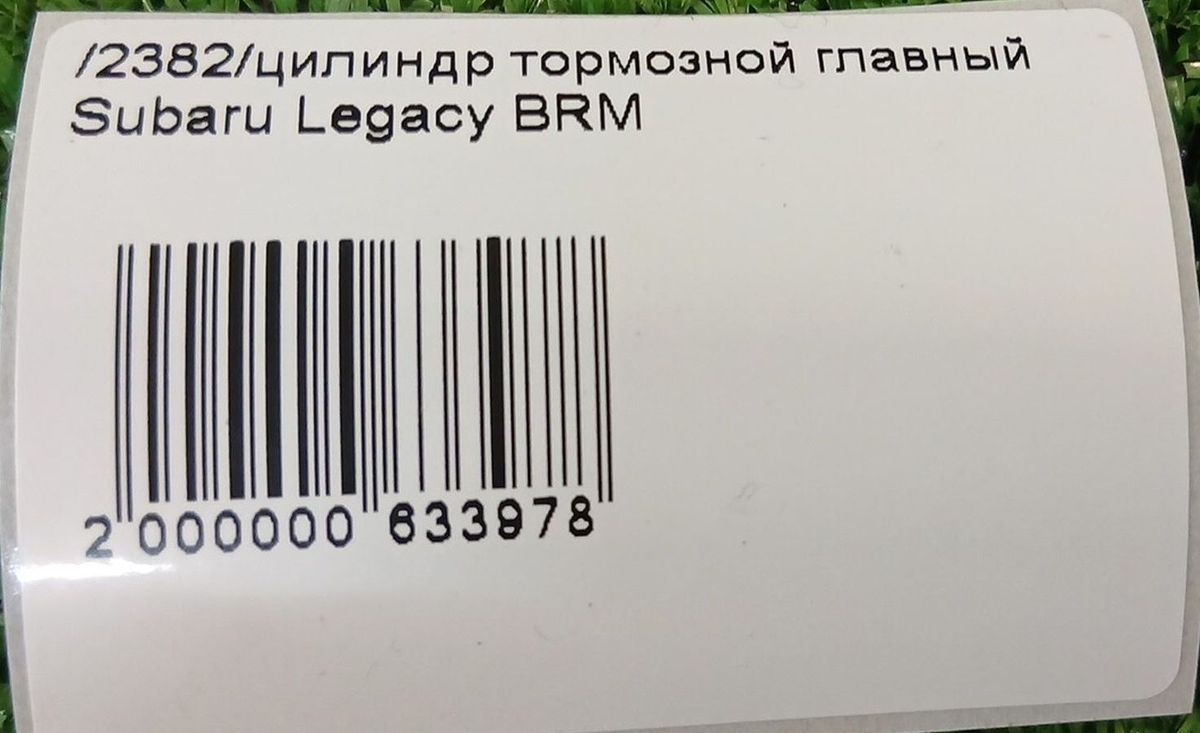 /2382/цилиндр тормозной главный
Subaru Legacy BRM
2 000000 633978